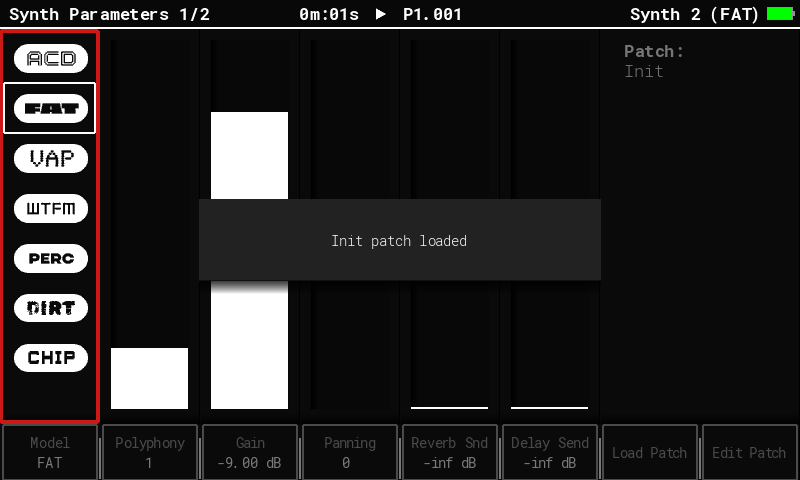 Synth Parameters 1/2 0m:01s P1.001 Synth 2 (FAT)
ACD
FAT
VAP
WTFM
PERC
DIRT
CHIP
Patch:
Init
Init patch loaded
Model
FAT
Polyphony
1
Gain
-9.00 dB
Panning
0
Reverb Snd
-inf dB
Delay Send
-inf dB
Load Patch
Edit Patch